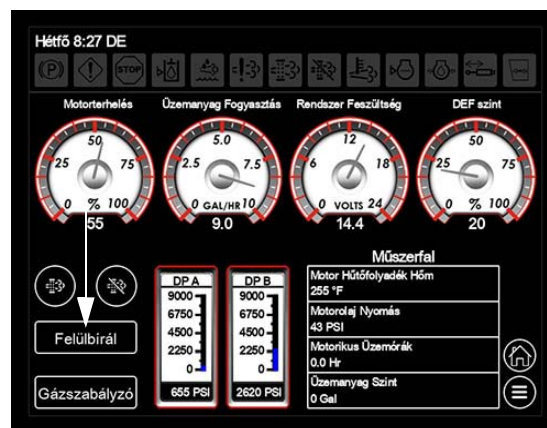 Hétfő 8:27 DE
STOP
Motorterhelés Üzemanyag Fogyasztás Rendszer Feszültség DEF szint
50 5.0 12 50
25 75 2.5 7.5 6 18 25 75
0 % 100 0 GAL/HR 10 0 VOLTS 24 0 % 100
55 9.0 14.4 20
Műszerfal
Motor Hűtőfolyadék Hőm
255 °F
Motorolaj Nyomás
43 PSI
Motorikus Üzemórák
0.0 Hr
Üzemanyag Szint
0 Gal
DP A
9000
6750
4500
2250
0
655 PSI
DP B
9000
6750
4500
2250
0
2620 PSI
Felülbírál
Gázszabályzó